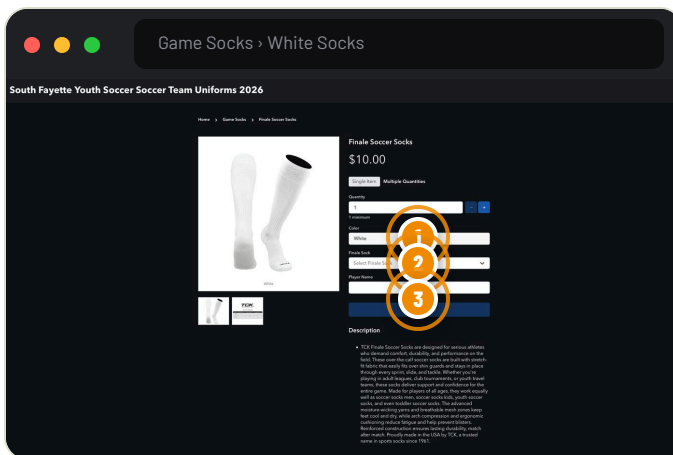 Game Socks › White Socks
South Fayette Youth Soccer Soccer Team Uniforms 2026
Home > Game Socks > Finale Soccer Socks
Finale Soccer Socks
$10.00
Single Item Multiple Quantities
Quantity
1
- +
1 minimum
Color
White
1
Finale Sock
Select Finale
2
Player Name
3
White
TCK
Description
• TCK Finale Soccer Socks are designed for serious athletes
who demand comfort, durability, and performance on the
field. These over-the-calf soccer socks are built with stretch-
fit fabric that easily fits over shin guards and stays in place
through every sprint, slide, and tackle. Whether you're
playing in adult leagues, club tournaments, or youth travel
teams, these socks deliver support and confidence for the
entire game. Made for players of all ages, they work equally
well as soccer socks men, soccer socks kids, youth soccer
socks, and even toddler soccer socks. The advanced
moisture-wicking yarns and breathable mesh zones keep
feet cool and dry, while arch compression and ergonomic
cushioning reduce fatigue and help prevent blisters.
Reinforced construction ensures lasting durability, match
after match. Proudly made in the USA by TCK, a trusted
name in sports socks since 1961.